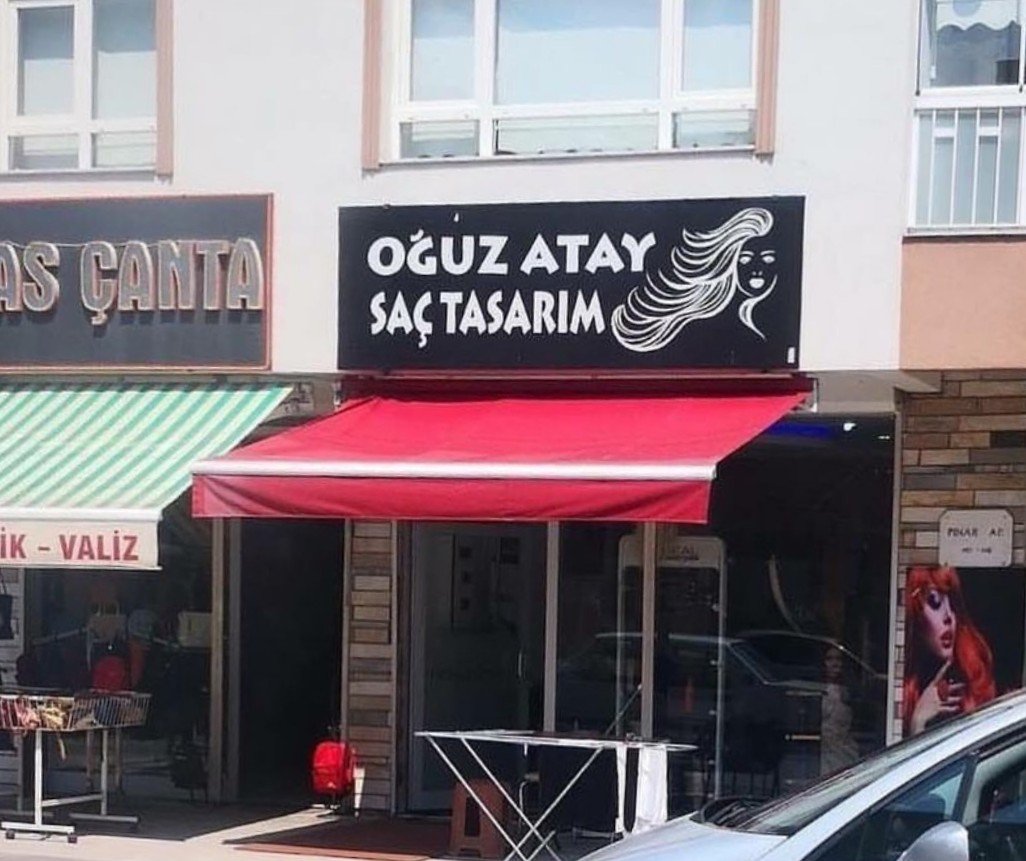 AS ÇANTA
OĞUZ ATAY
SAÇ TASARIM
İK - VALİZ
PINAR AP.